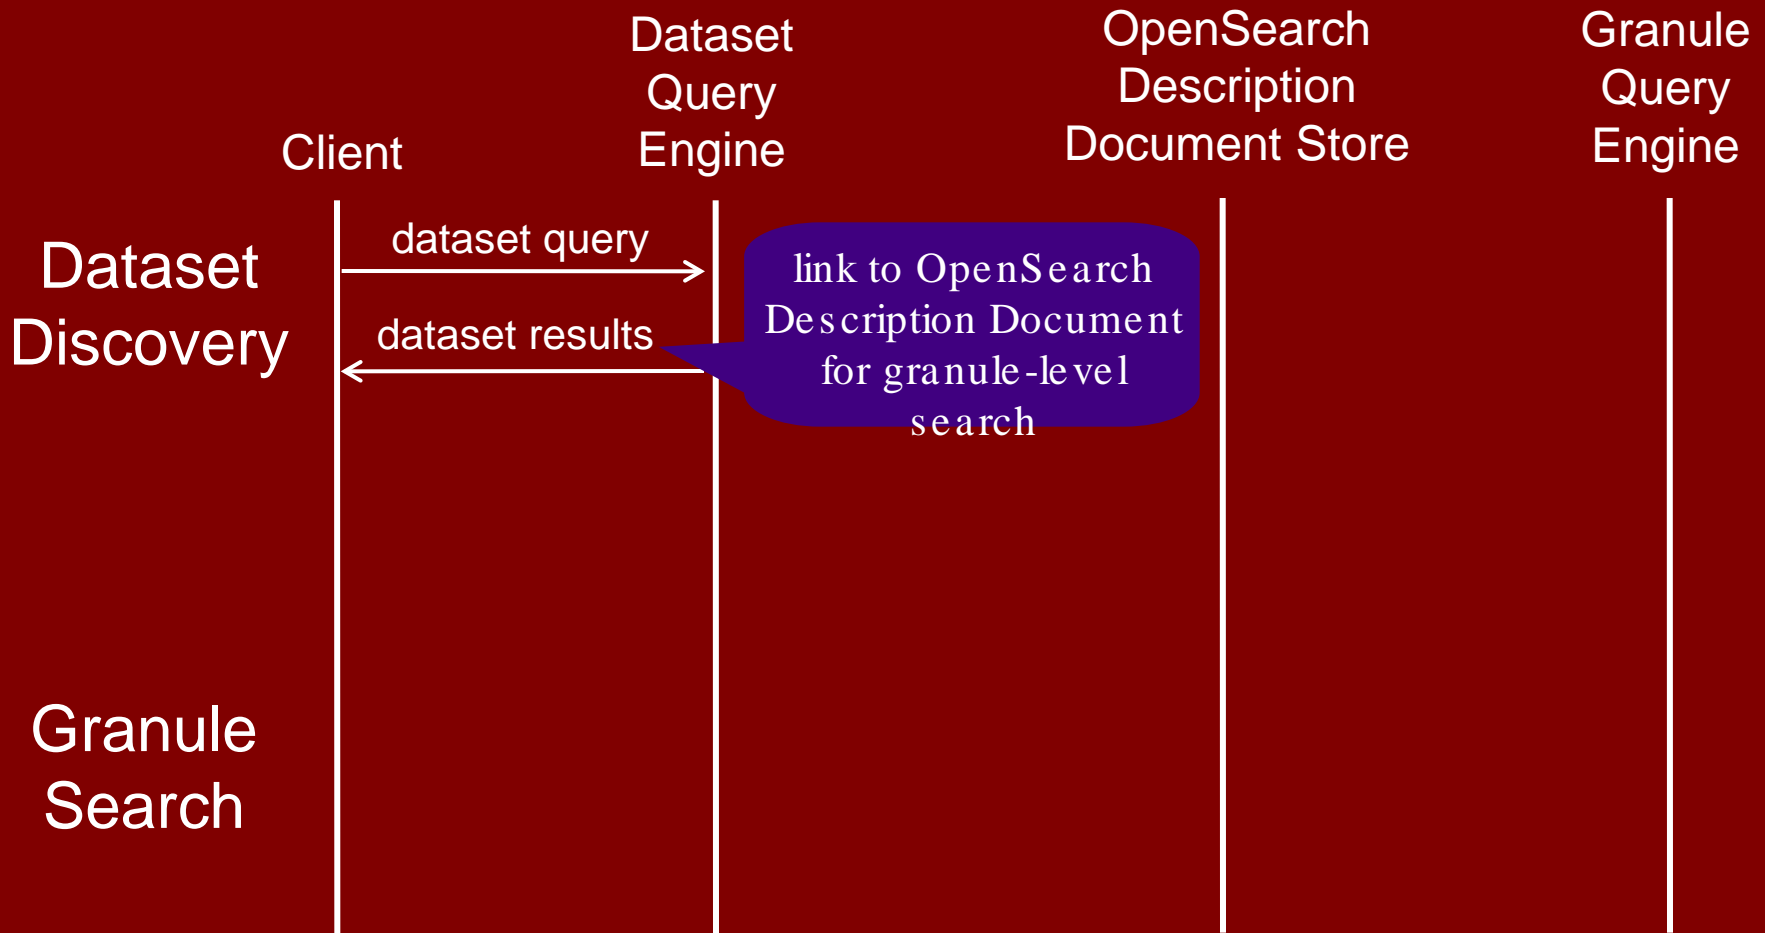 Client
Dataset
Query
Engine
OpenSearch
Description
Document Store
Granule
Query
Engine
Dataset
Discovery
dataset query
dataset results
link to OpenSearch
Description Document
for granule-level
search
Granule
Search